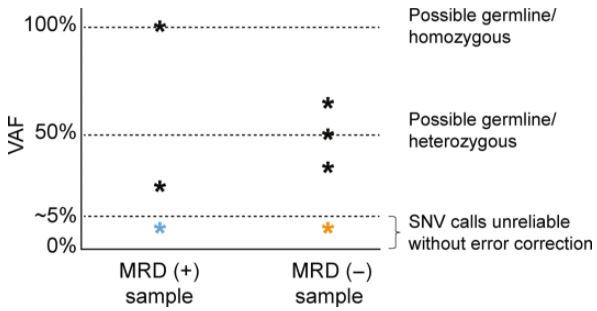 100%
Possible germline/
homozygous
VAF
50%
Possible germline/
heterozygous
~5%
SNV calls unreliable
without error correction
0%
MRD (+)
sample
MRD (–)
sample